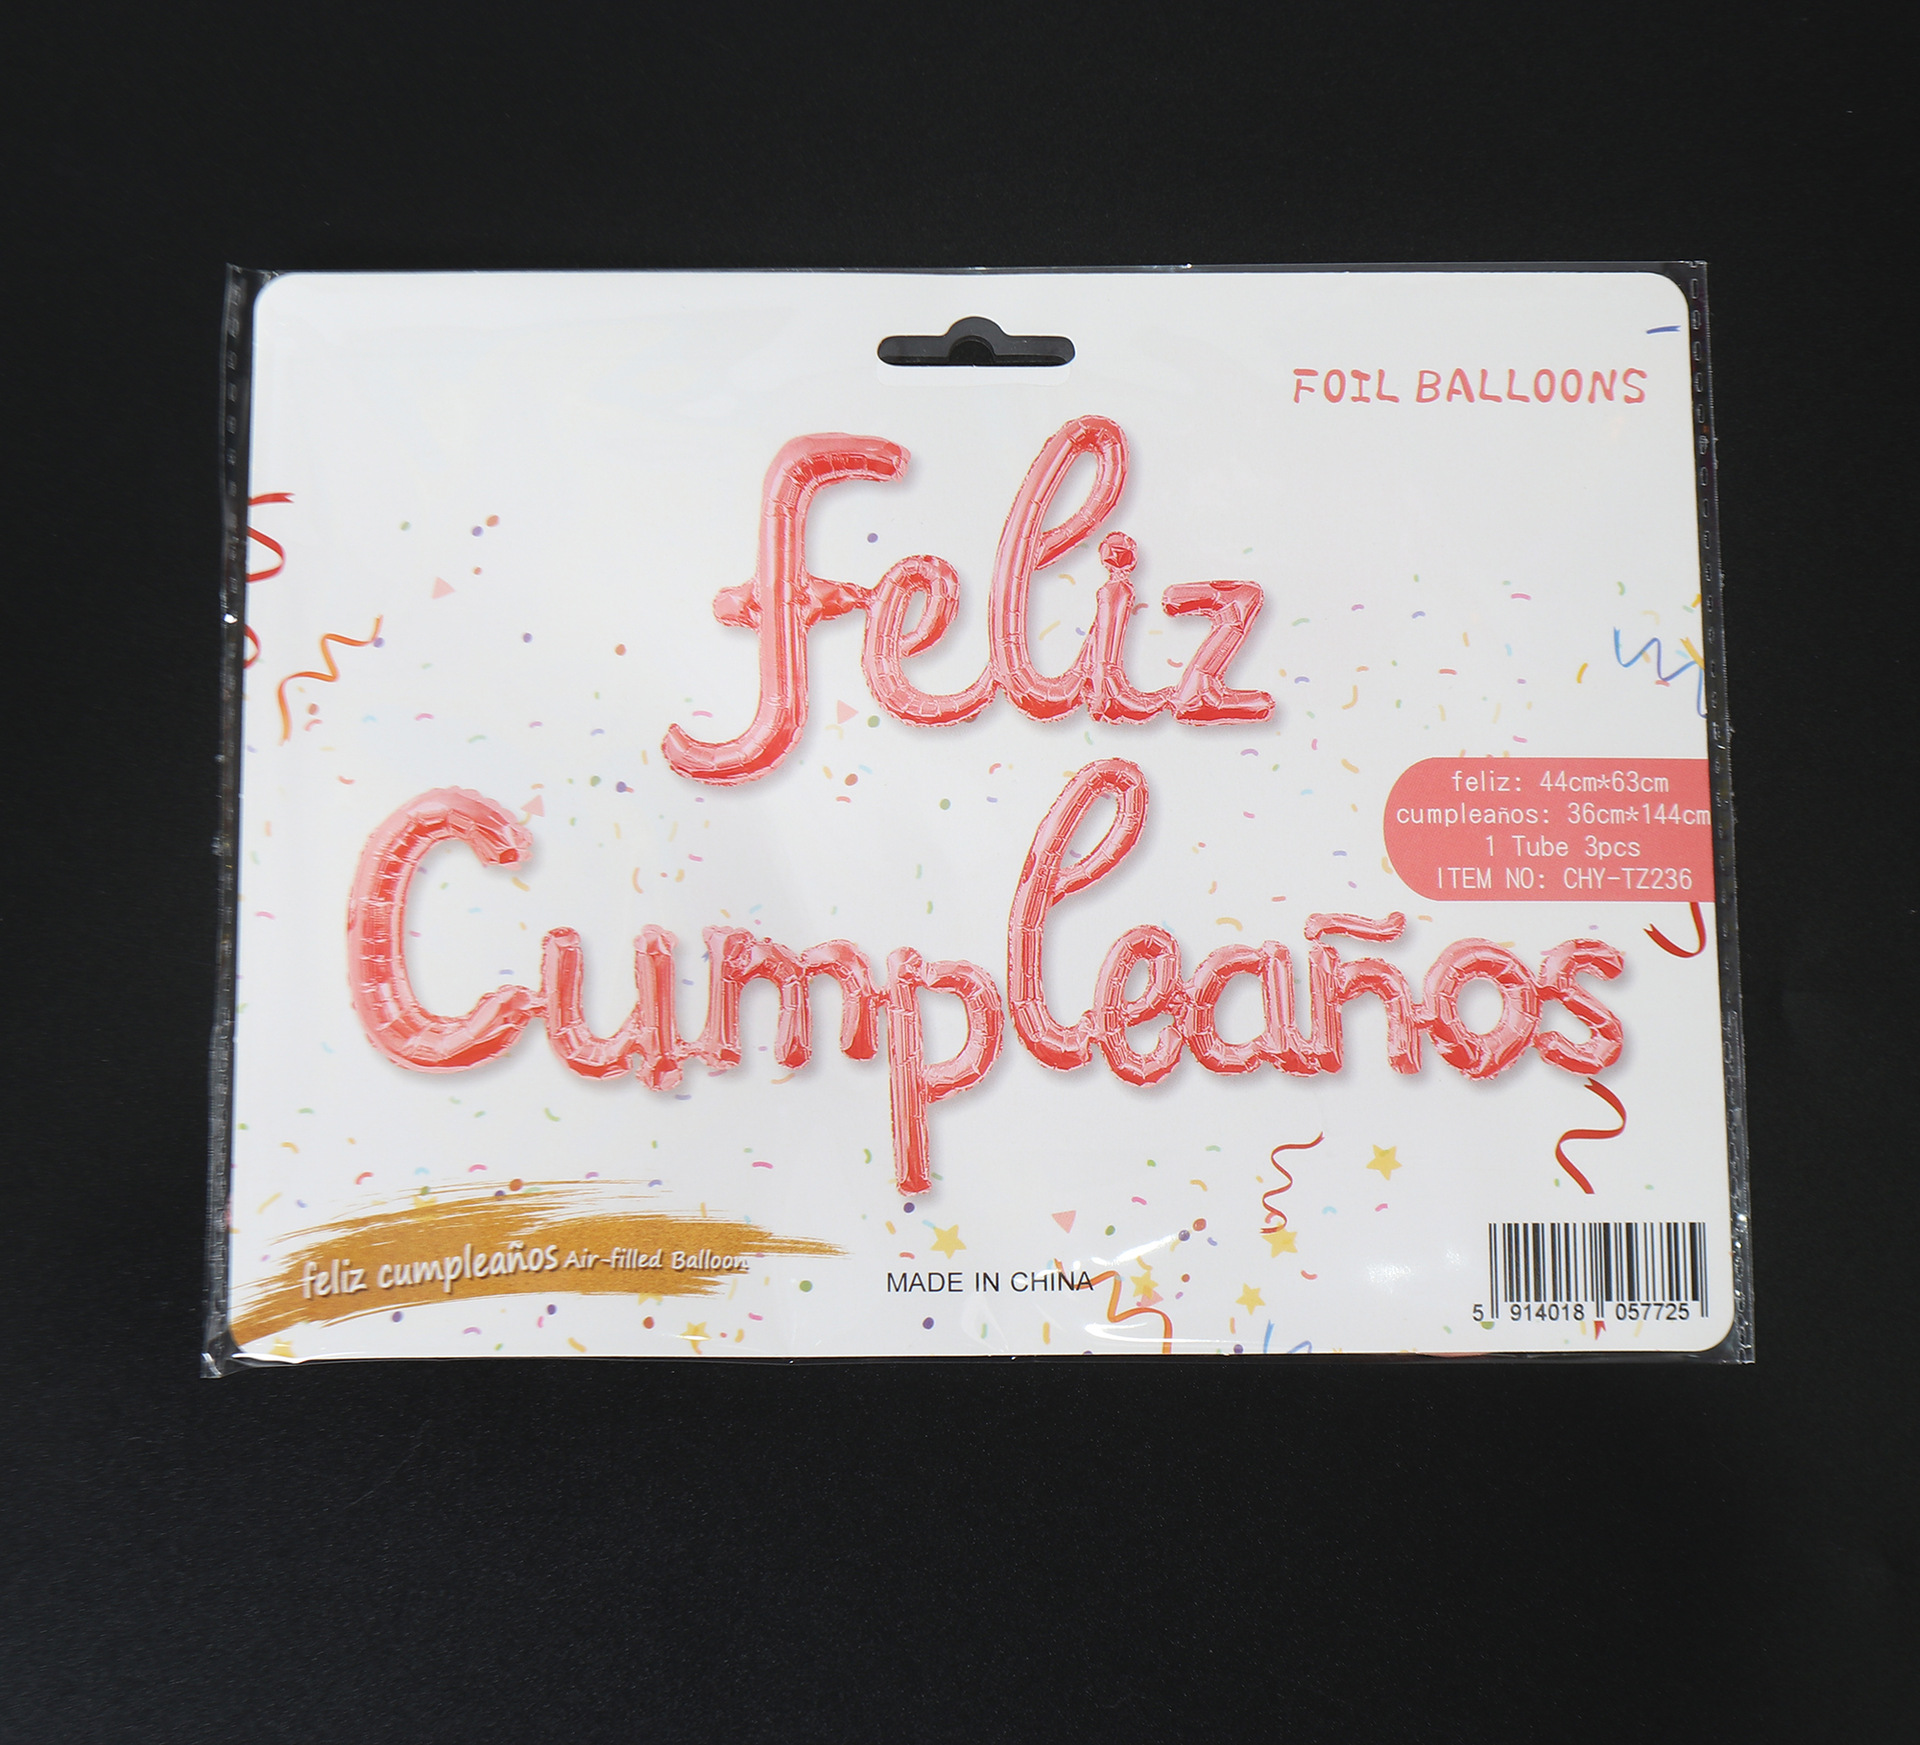 FOIL BALLOONS
feliz
Cumpleaños
feliz: 44cm*63cm
cumpleaños: 36cm*144cm
1 Tube 3pcs
ITEM NO: CHY-TZ236
feliz cumpleaños Air-filled Balloon
MADE IN CHINA
5 914018 057725